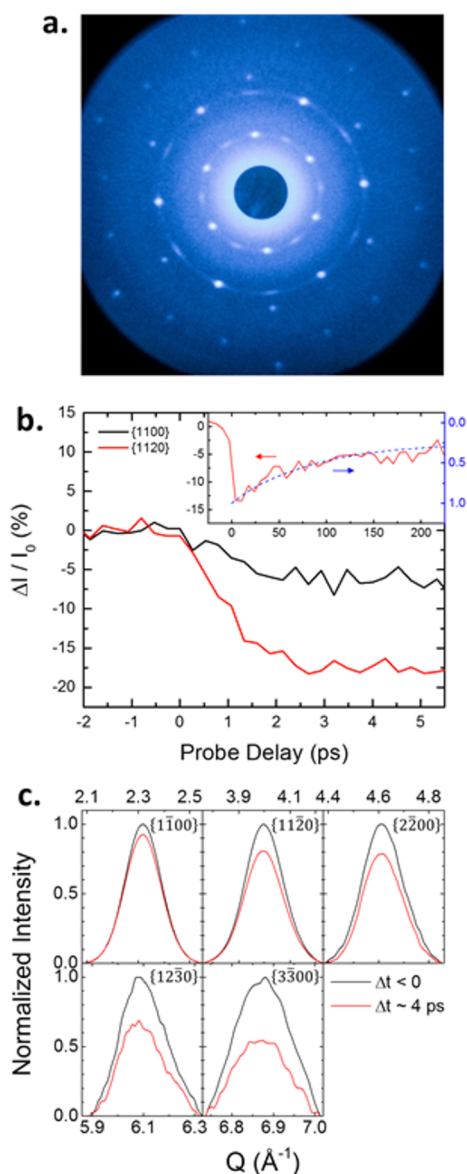 a.
b.
15
10
5
0
-5
-10
-15
-20
{1100}
{1120}
0
-5
-10
-15
0 50 100 150 200
0.0
0.5
1.0
ΔI / I₀ (%)
-2 -1 0 1 2 3 4 5
Probe Delay (ps)
c.
2.1 2.3 2.5 3.9 4.1 4.4 4.6 4.8
1.0
0.5
0.0
{11̅00} {112̅0} {22̅00}
1.0
0.5
0.0
{123̅0} {33̅00}
Δt < 0
Δt ~ 4 ps
5.9 6.1 6.3 6.8 6.9 7.0
Normalized Intensity
Q (Å⁻¹)